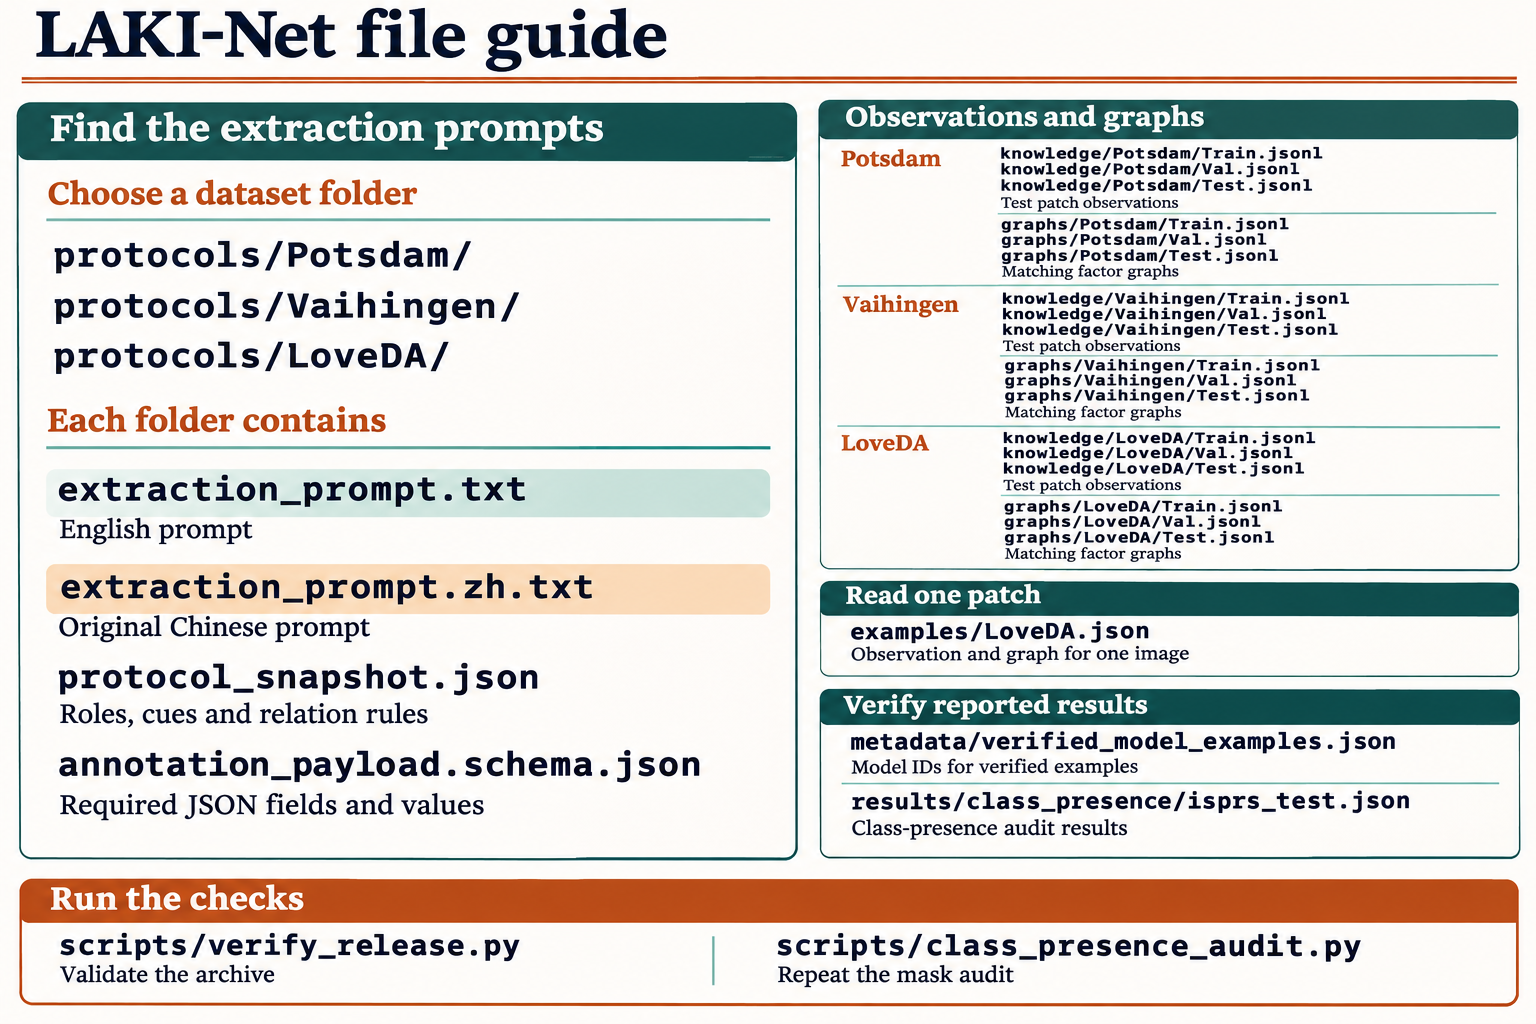 LAKI-Net file guide
Find the extraction prompts
Choose a dataset folder
protocols/Potsdam/
protocols/Vaihingen/
protocols/LoveDA/
Each folder contains
extraction_prompt.txt
English prompt
extraction_prompt.zh.txt
Original Chinese prompt
protocol_snapshot.json
Roles, cues and relation rules
annotation_payload.schema.json
Required JSON fields and values
Observations and graphs
Potsdam
knowledge/Potsdam/Train.jsonl
knowledge/Potsdam/Val.jsonl
knowledge/Potsdam/Test.jsonl
Test patch observations
graphs/Potsdam/Train.jsonl
graphs/Potsdam/Val.jsonl
graphs/Potsdam/Test.jsonl
Matching factor graphs
Vaihingen
knowledge/Vaihingen/Train.jsonl
knowledge/Vaihingen/Val.jsonl
knowledge/Vaihingen/Test.jsonl
Test patch observations
graphs/Vaihingen/Train.jsonl
graphs/Vaihingen/Val.jsonl
graphs/Vaihingen/Test.jsonl
Matching factor graphs
LoveDA
knowledge/LoveDA/Train.jsonl
knowledge/LoveDA/Val.jsonl
knowledge/LoveDA/Test.jsonl
Test patch observations
graphs/LoveDA/Train.jsonl
graphs/LoveDA/Val.jsonl
graphs/LoveDA/Test.jsonl
Matching factor graphs
Read one patch
examples/LoveDA.json
Observation and graph for one image
Verify reported results
metadata/verified_model_examples.json
Model IDs for verified examples
results/class_presence/isprs_test.json
Class-presence audit results
Run the checks
scripts/verify_release.py
Validate the archive
scripts/class_presence_audit.py
Repeat the mask audit